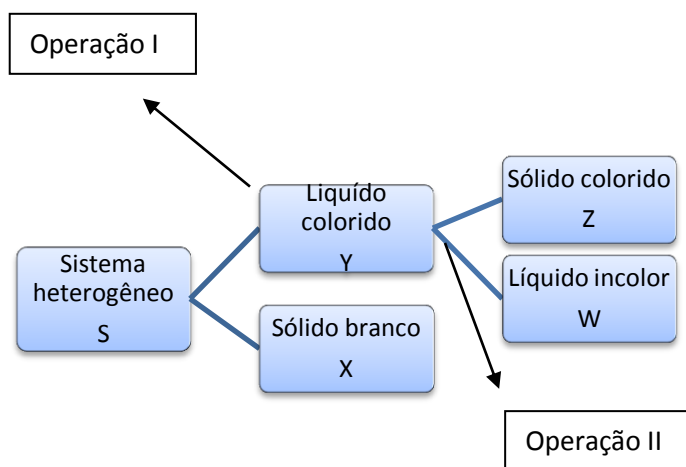 Operação I
Liquído
colorido
Y
Sólido colorido
Z
Sistema
heterogêneo
S
Líquido incolor
W
Sólido branco
X
Operação II